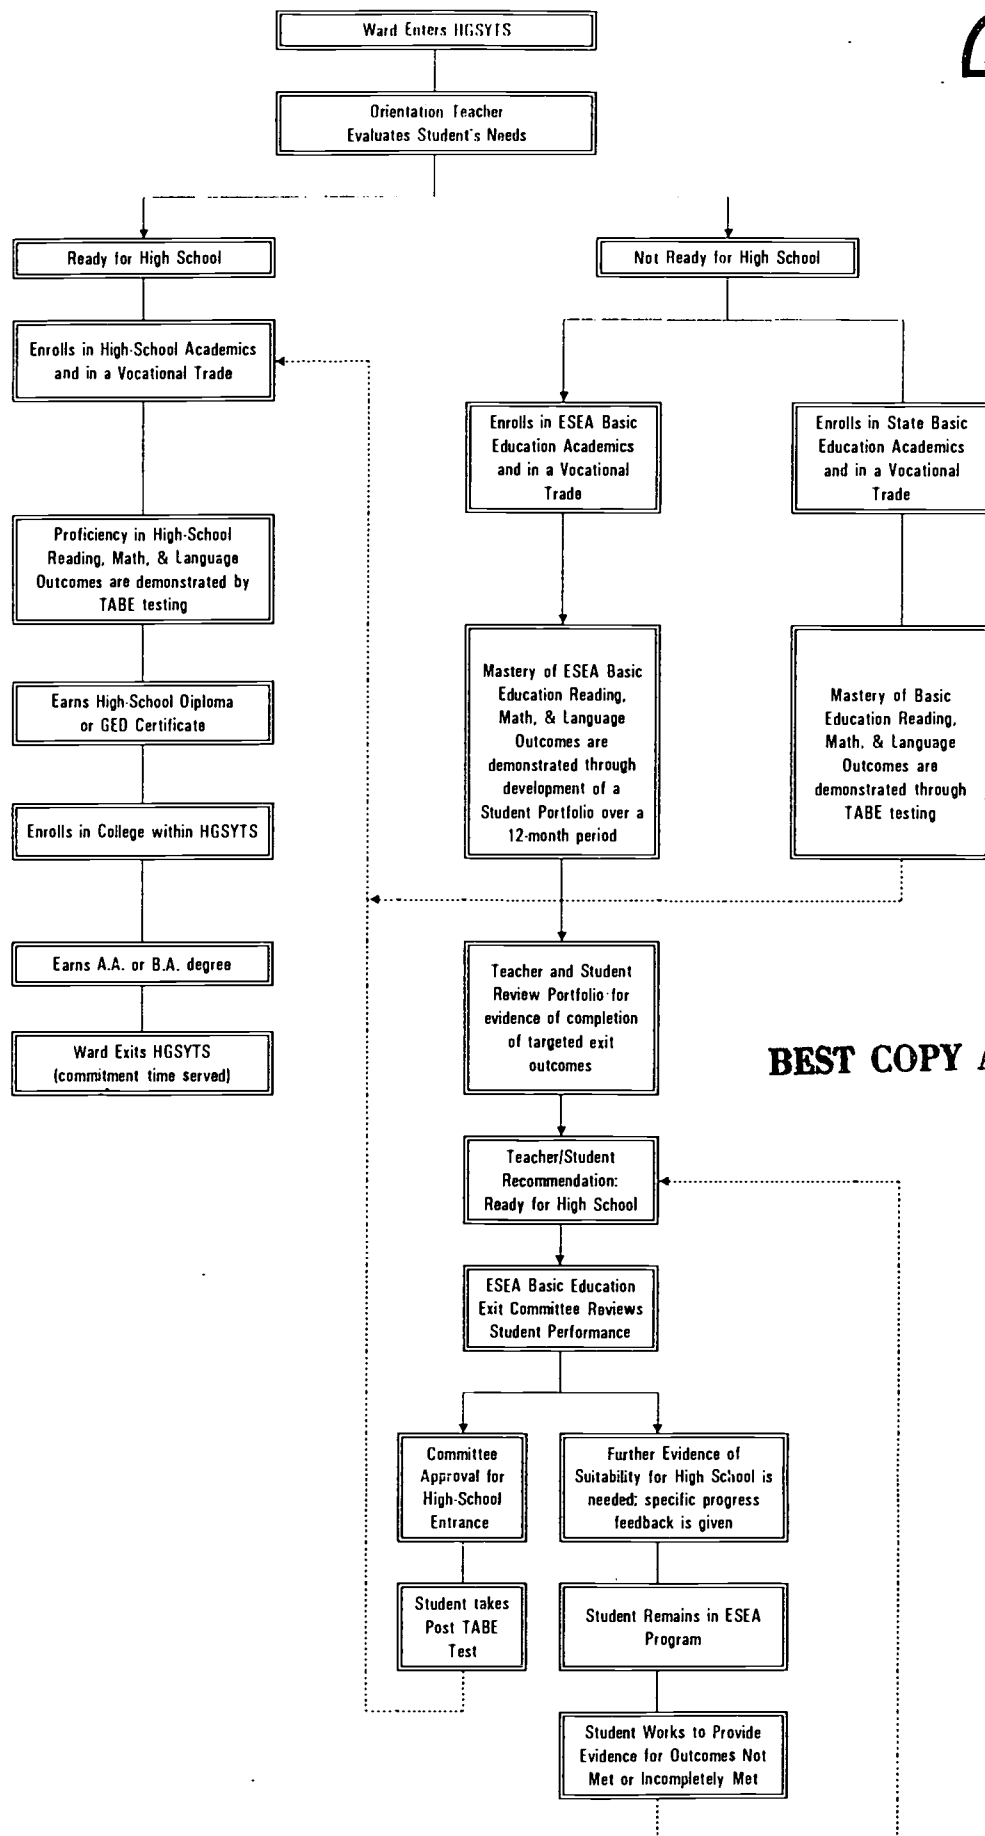 Ward Enters HGSYTS
Orientation Teacher
Evaluates Student's Needs
Ready for High School
Not Ready for High School
Enrolls in High-School Academics
and in a Vocational Trade
Enrolls in ESEA Basic
Education Academics
and in a Vocational
Trade
Enrolls in State Basic
Education Academics
and in a Vocational
Trade
Proficiency in High-School
Reading, Math, & Language
Outcomes are demonstrated by
TABE testing
Mastery of ESEA Basic
Education Reading,
Math, & Language
Outcomes are
demonstrated through
development of a
Student Portfolio over a
12-month period
Mastery of Basic
Education Reading,
Math, & Language
Outcomes are
demonstrated through
TABE testing
Earns High-School Diploma
or GED Certificate
Enrolls in College within HGSYTS
Earns A.A. or B.A. degree
Ward Exits HGSYTS
(commitment time served)
Teacher and Student
Review Portfolio for
evidence of completion
of targeted exit
outcomes
BEST COPY A
Teacher/Student
Recommendation:
Ready for High School
ESEA Basic Education
Exit Committee Reviews
Student Performance
Committee
Approval for
High-School
Entrance
Further Evidence of
Suitability for High School is
needed; specific progress
feedback is given
Student takes
Post TABE
Test
Student Remains in ESEA
Program
Student Works to Provide
Evidence for Outcomes Not
Met or Incompletely Met